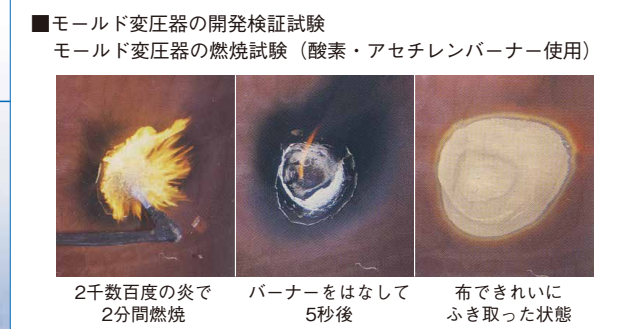 ■モールド変圧器の開発検証試験
モールド変圧器の燃焼試験（酸素・アセチレンバーナー使用）
2千数百度の炎で
2分間燃焼
バーナーをはなして
5秒後
布できれいに
ふき取った状態